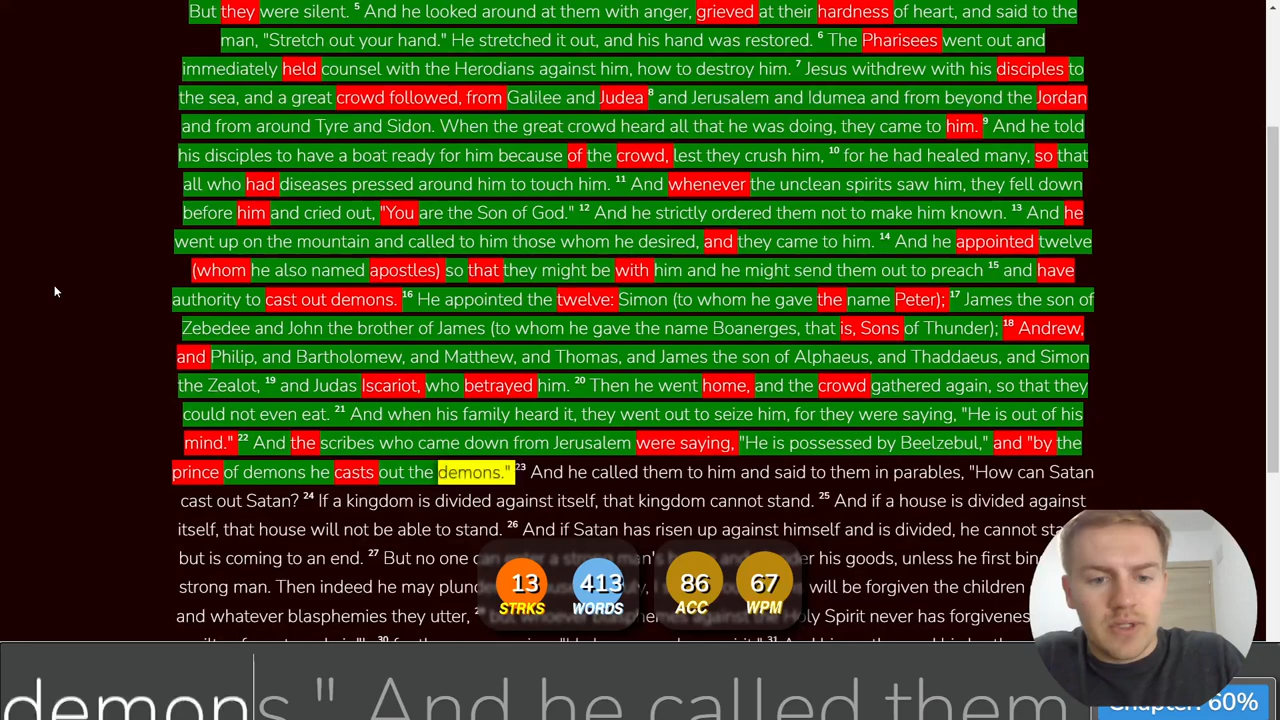 But they were silent. 5 And he looked around at them with anger, grieved at their hardness of heart, and said to the
man, "Stretch out your hand." He stretched it out, and his hand was restored. 6 The Pharisees went out and
immediately held counsel with the Herodians against him, how to destroy him. 7 Jesus withdrew with his disciples to
the sea, and a great crowd followed, from Galilee and Judea 8 and Jerusalem and Idumea and from beyond the Jordan
and from around Tyre and Sidon. When the great crowd heard all that he was doing, they came to him. 9 And he told
his disciples to have a boat ready for him because of the crowd, lest they crush him, 10 for he had healed many, so that
all who had diseases pressed around him to touch him. 11 And whenever the unclean spirits saw him, they fell down
before him and cried out, "You are the Son of God." 12 And he strictly ordered them not to make him known. 13 And he
went up on the mountain and called to him those whom he desired, and they came to him. 14 And he appointed twelve
(whom he also named apostles) so that they might be with him and he might send them out to preach 15 and have
authority to cast out demons. 16 He appointed the twelve: Simon (to whom he gave the name Peter); 17 James the son of
Zebedee and John the brother of James (to whom he gave the name Boanerges, that is, Sons of Thunder); 18 Andrew,
and Philip, and Bartholomew, and Matthew, and Thomas, and James the son of Alphaeus, and Thaddaeus, and Simon
the Zealot, 19 and Judas Iscariot, who betrayed him. 20 Then he went home, and the crowd gathered again, so that they
could not even eat. 21 And when his family heard it, they went out to seize him, for they were saying, "He is out of his
mind." 22 And the scribes who came down from Jerusalem were saying, "He is possessed by Beelzebul," and "by the
prince of demons he casts out the demons." 23 And he called them to him and said to them in parables, "How can Satan
cast out Satan? 24 If a kingdom is divided against itself, that kingdom cannot stand. 25 And if a house is divided against
itself, that house will not be able to stand. 26 And if Satan has risen up against himself and is divided, he cannot
but is coming to an end. 27 But no one can his goods, unless he first
strong man. Then indeed he may will be forgiven the children
and whatever blasphemies they utter, Spirit never has
13 413 86 67
STRKS WORDS ACC WPM
demons." And he called them
Chapter: 60%